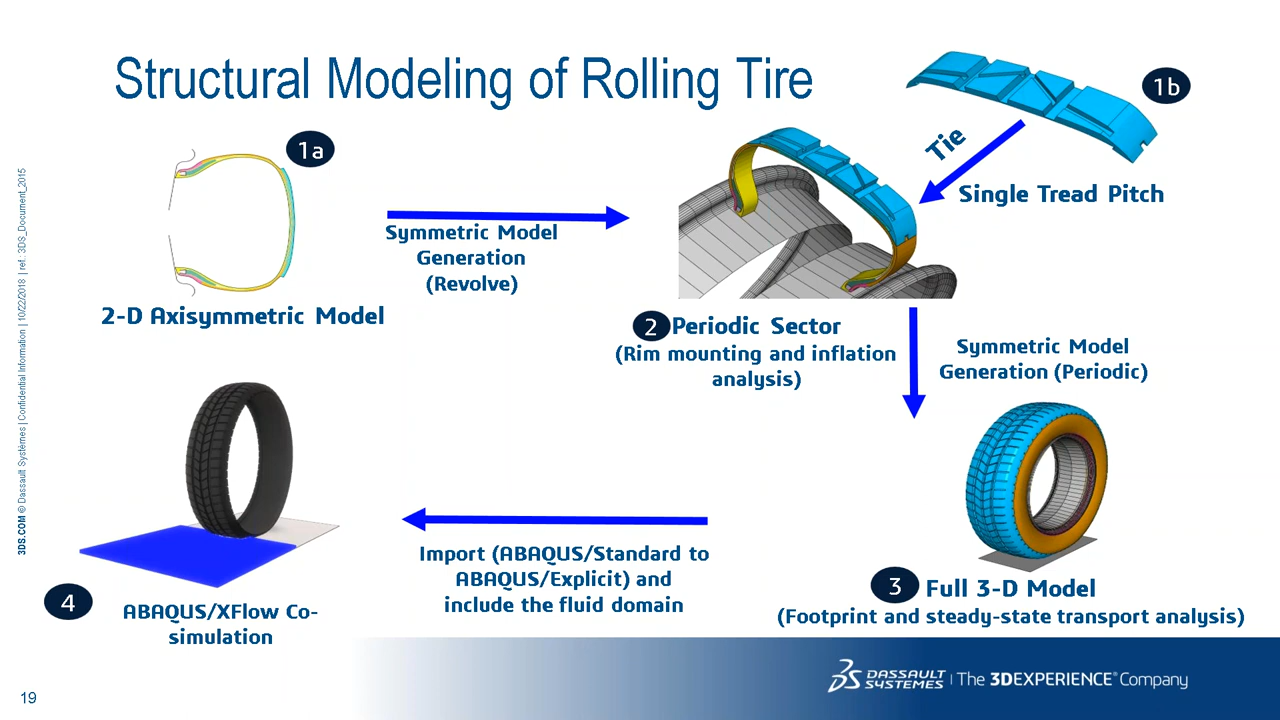 Structural Modeling of Rolling Tire
1b
1a
Tie
Single Tread Pitch
Symmetric Model
Generation
(Revolve)
2-D Axisymmetric Model
2 Periodic Sector
(Rim mounting and inflation
analysis)
Symmetric Model
Generation (Periodic)
Import (ABAQUS/Standard to
ABAQUS/Explicit) and
include the fluid domain
3 Full 3-D Model
(Footprint and steady-state transport analysis)
4
ABAQUS/XFlow Co-
simulation
3DS.COM © Dassault Systèmes | Confidential Information | 10/22/2018 | ref.: 3DS_Document_2015
19
DASSAULT
SYSTEMES | The 3DEXPERIENCE® Company